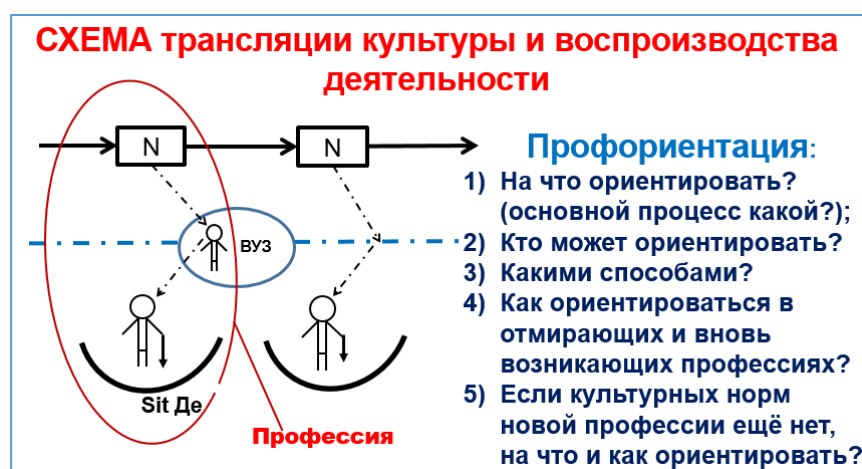 СХЕМА трансляции культуры и воспроизводства
деятельности
N
N
ВУЗ
Sit Де
Профессия
Профориентация:
1) На что ориентировать?
(основной процесс какой?);
2) Кто может ориентировать?
3) Какими способами?
4) Как ориентироваться в
отмирающих и вновь
возникающих профессиях?
5) Если культурных норм
новой профессии ещё нет,
на что и как ориентировать?